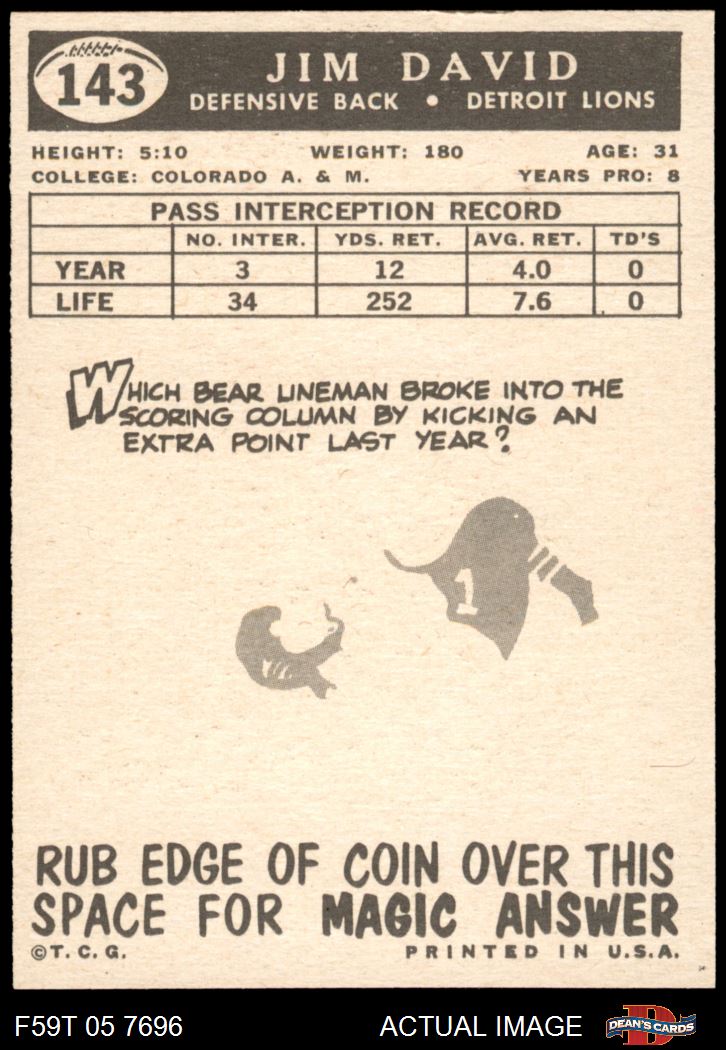 143
JIM DAVID
DEFENSIVE BACK • DETROIT LIONS
HEIGHT: 5:10 WEIGHT: 180 AGE: 31
COLLEGE: COLORADO A. & M. YEARS PRO: 8
PASS INTERCEPTION RECORD
NO. INTER. YDS. RET. AVG. RET. TD'S
YEAR 3 12 4.0 0
LIFE 34 252 7.6 0
WHICH BEAR LINEMAN BROKE INTO THE
SCORING COLUMN BY KICKING AN
EXTRA POINT LAST YEAR?
1
RUB EDGE OF COIN OVER THIS
SPACE FOR MAGIC ANSWER
©T. C. G. PRINTED IN U.S.A.
F59T 05 7696 ACTUAL IMAGE D DEAN'S CARDS